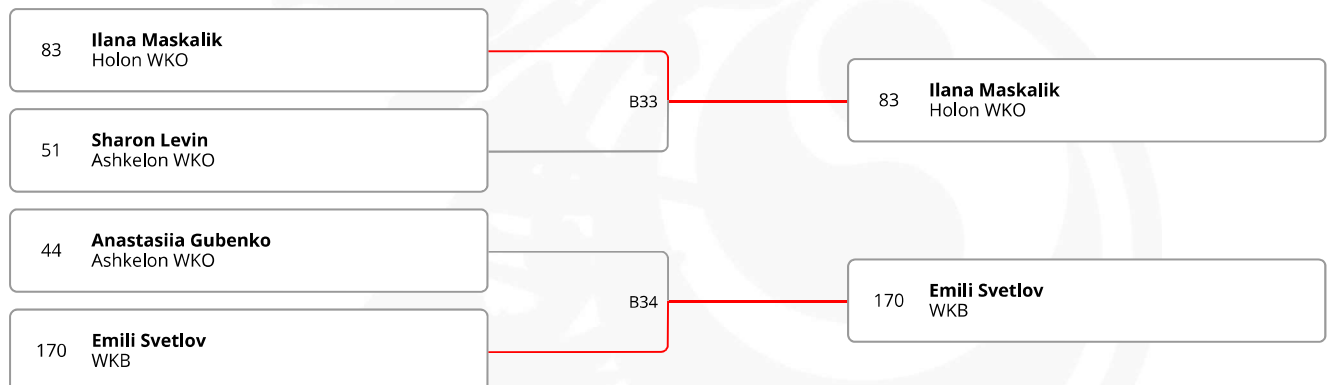 83
Ilana Maskalik
Holon WKO
51
Sharon Levin
Ashkelon WKO
B33
83
Ilana Maskalik
Holon WKO
44
Anastasiia Gubenko
Ashkelon WKO
170
Emili Svetlov
WKB
B34
170
Emili Svetlov
WKB